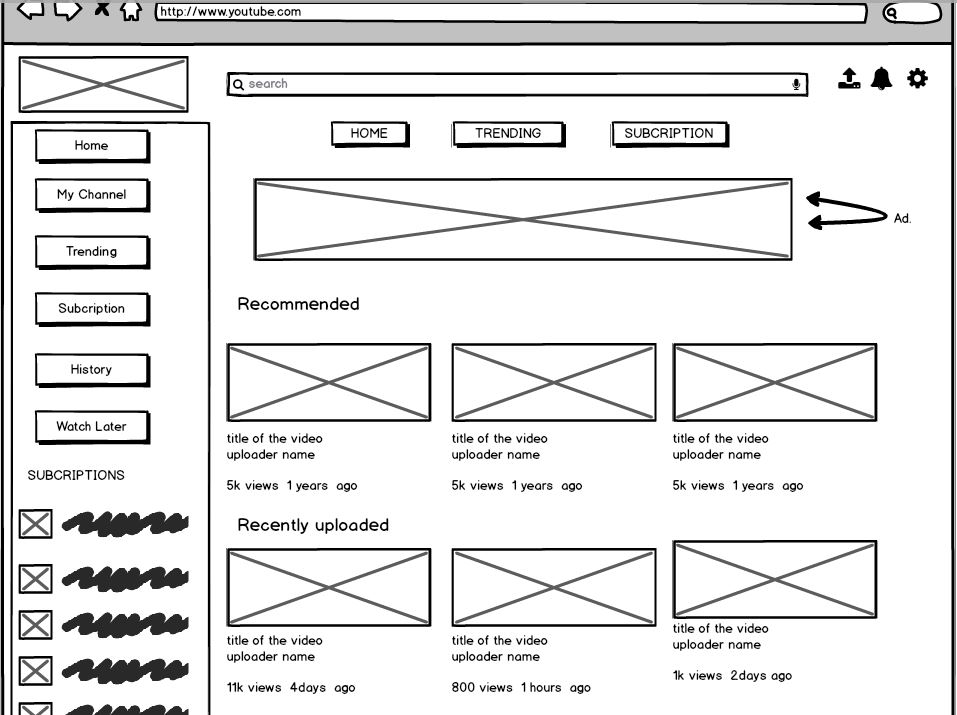 http://www.youtube.com
search
HOME TRENDING SUBCRIPTION
Home
My Channel
Trending
Subcription
History
Watch Later
SUBCRIPTIONS
Ad.
Recommended
title of the video
uploader name
5k views 1 years ago
title of the video
uploader name
5k views 1 years ago
title of the video
uploader name
5k views 1 years ago
Recently uploaded
title of the video
uploader name
11k views 4days ago
title of the video
uploader name
800 views 1 hours ago
title of the video
uploader name
1k views 2days ago